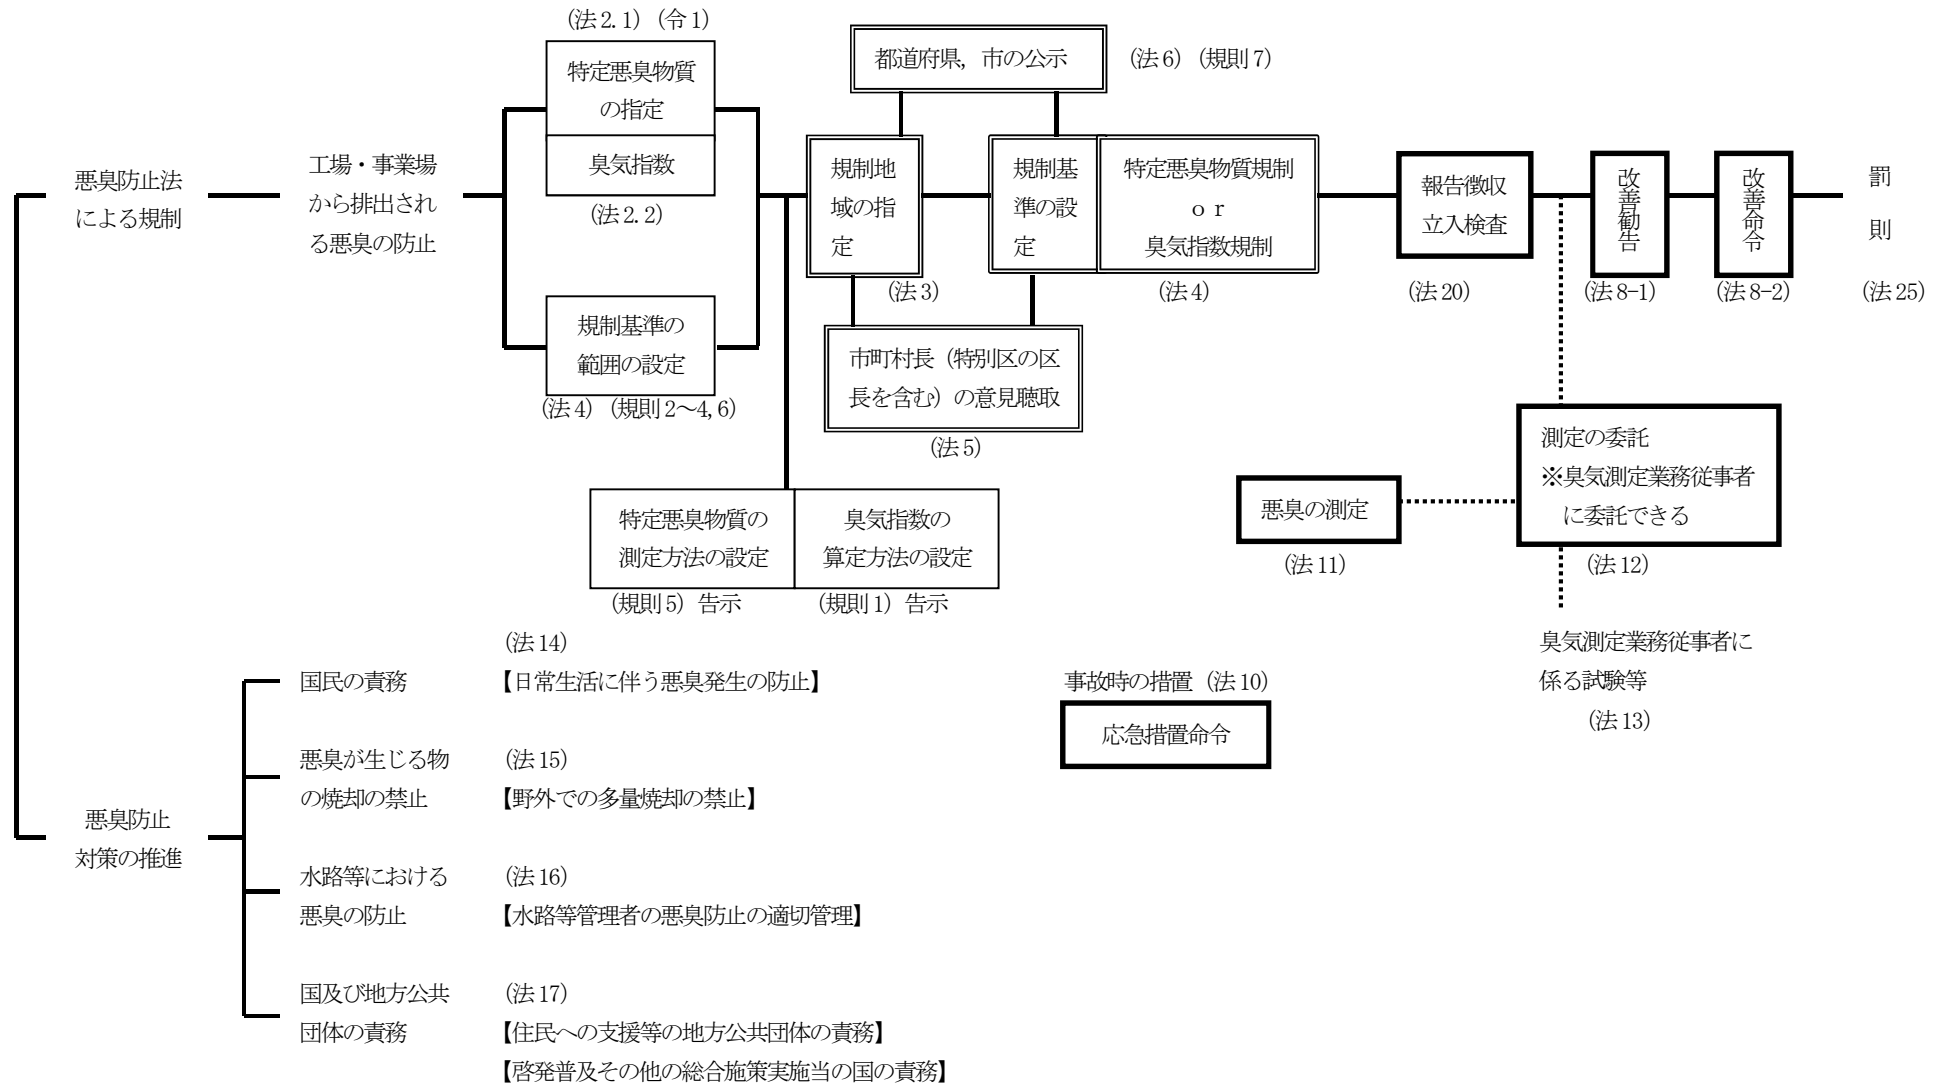 (法2.1) (令1)
特定悪臭物質
の指定
臭気指数
(法2.2)
都道府県，市の公示
(法6) (規則7)
悪臭防止法
による規制
工場・事業場
から排出され
る悪臭の防止
規制地
域の指
定
(法3)
規制基
準の設
定
特定悪臭物質規制
ｏｒ
臭気指数規制
(法4)
報告徴収
立入検査
(法20)
改善勧告
(法8-1)
改善命令
(法8-2)
罰
則
(法25)
規制基準の
範囲の設定
(法4) (規則2～4,6)
市町村長（特別区の区
長を含む）の意見聴取
(法5)
測定の委託
※臭気測定業務従事者
に委託できる
(法12)
悪臭の測定
(法11)
特定悪臭物質の
測定方法の設定
(規則5) 告示
臭気指数の
算定方法の設定
(規則1) 告示
臭気測定業務従事者に
係る試験等
(法13)
事故時の措置 (法10)
応急措置命令
悪臭防止
対策の推進
(法14)
国民の責務 【日常生活に伴う悪臭発生の防止】
悪臭が生じる物 (法15)
の焼却の禁止 【野外での多量焼却の禁止】
水路等における (法16)
悪臭の防止 【水路等管理者の悪臭防止の適切管理】
国及び地方公共 (法17)
団体の責務 【住民への支援等の地方公共団体の責務】
【啓発普及その他の総合施策実施当の国の責務】